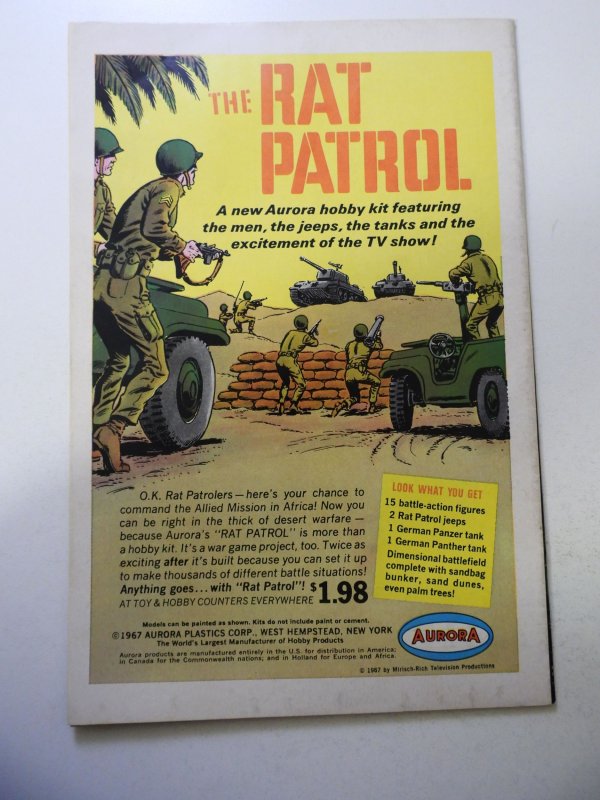 THE RAT
PATROL
A new Aurora hobby kit featuring
the men, the jeeps, the tanks and the
excitement of the TV show!
O.K. Rat Patrolers—here's your chance to
command the Allied Mission in Africa! Now you
can be right in the thick of desert warfare—
because Aurora's "RAT PATROL" is more than
a hobby kit. It's a war game project, too. Twice as
exciting after it's built because you can set it up
to make thousands of different battle situations!
Anything goes...with "Rat Patrol"! $1.98
AT TOY & HOBBY COUNTERS EVERYWHERE
LOOK WHAT YOU GET
15 battle-action figures
2 Rat Patrol jeeps
1 German Panzer tank
1 German Panther tank
Dimensional battlefield
complete with sandbag
bunker, sand dunes,
even palm trees!
Models can be painted as shown. Kits do not include paint or cement.
©1967 AURORA PLASTICS CORP., WEST HEMPSTEAD, NEW YORK
The World's Largest Manufacturer of Hobby Products
Aurora products are manufactured entirely in the U.S. for distribution in America;
in Canada for the Commonwealth nations; and in Holland for Europe and Africa.
AURORA
© 1967 by Mirisch-Rich Television Productions